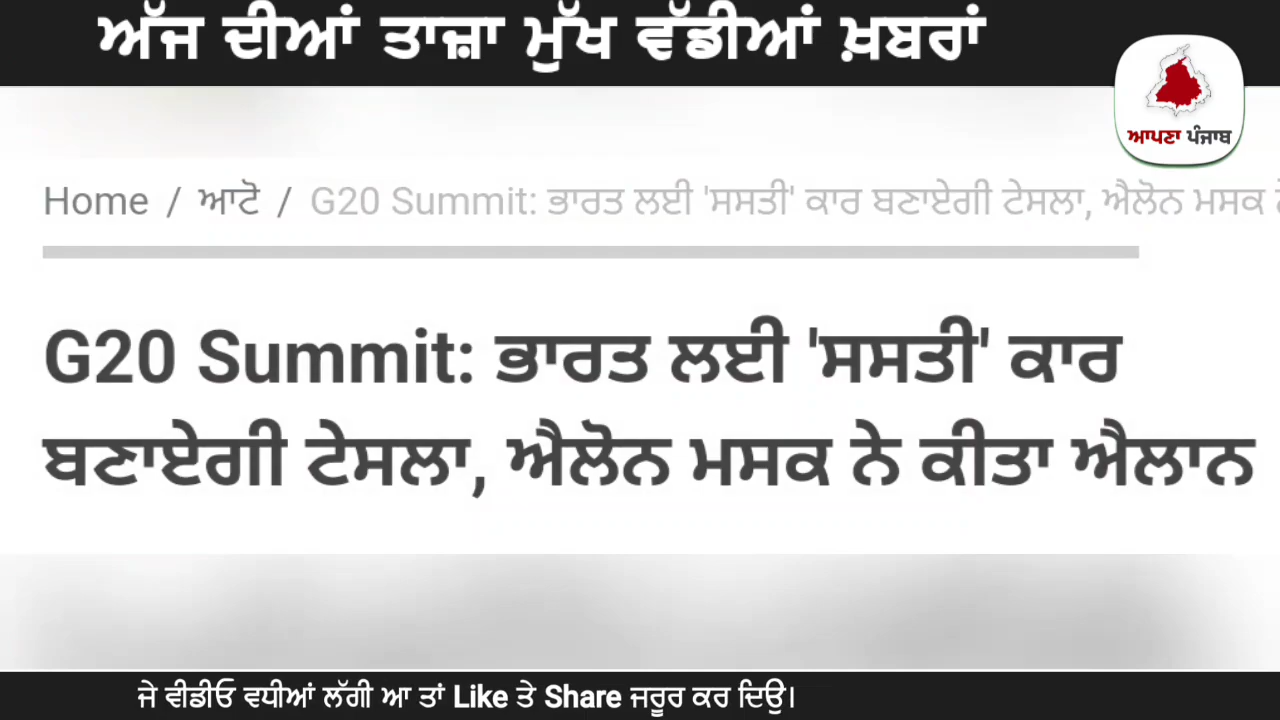 ਅੱਜ ਦੀਆਂ ਤਾਜ਼ਾ ਮੁੱਖ ਵੱਡੀਆਂ ਖ਼ਬਰਾਂ
ਆਪਣਾ ਪੰਜਾਬ
Home / ਆਟੋ / G20 Summit: ਭਾਰਤ ਲਈ 'ਸਸਤੀ' ਕਾਰ ਬਣਾਏਗੀ ਟੇਸਲਾ, ਐਲੋਨ ਮਸਕ
G20 Summit: ਭਾਰਤ ਲਈ 'ਸਸਤੀ' ਕਾਰ
ਬਣਾਏਗੀ ਟੇਸਲਾ, ਐਲੋਨ ਮਸਕ ਨੇ ਕੀਤਾ ਐਲਾਨ
ਜੇ ਵੀਡੀਓ ਵਧੀਆਂ ਲੱਗੀ ਆ ਤਾਂ Like ਤੇ Share ਜਰੂਰ ਕਰ ਦਿਉ।